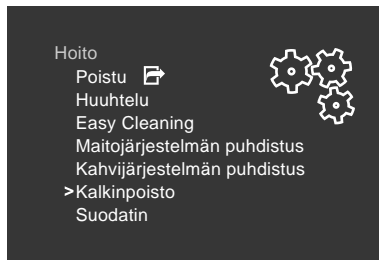 Hoito
Poistu
Huuhtelu
Easy Cleaning
Maitojärjestelmän puhdistus
Kahvijärjestelmän puhdistus
>Kalkinpoisto
Suodatin